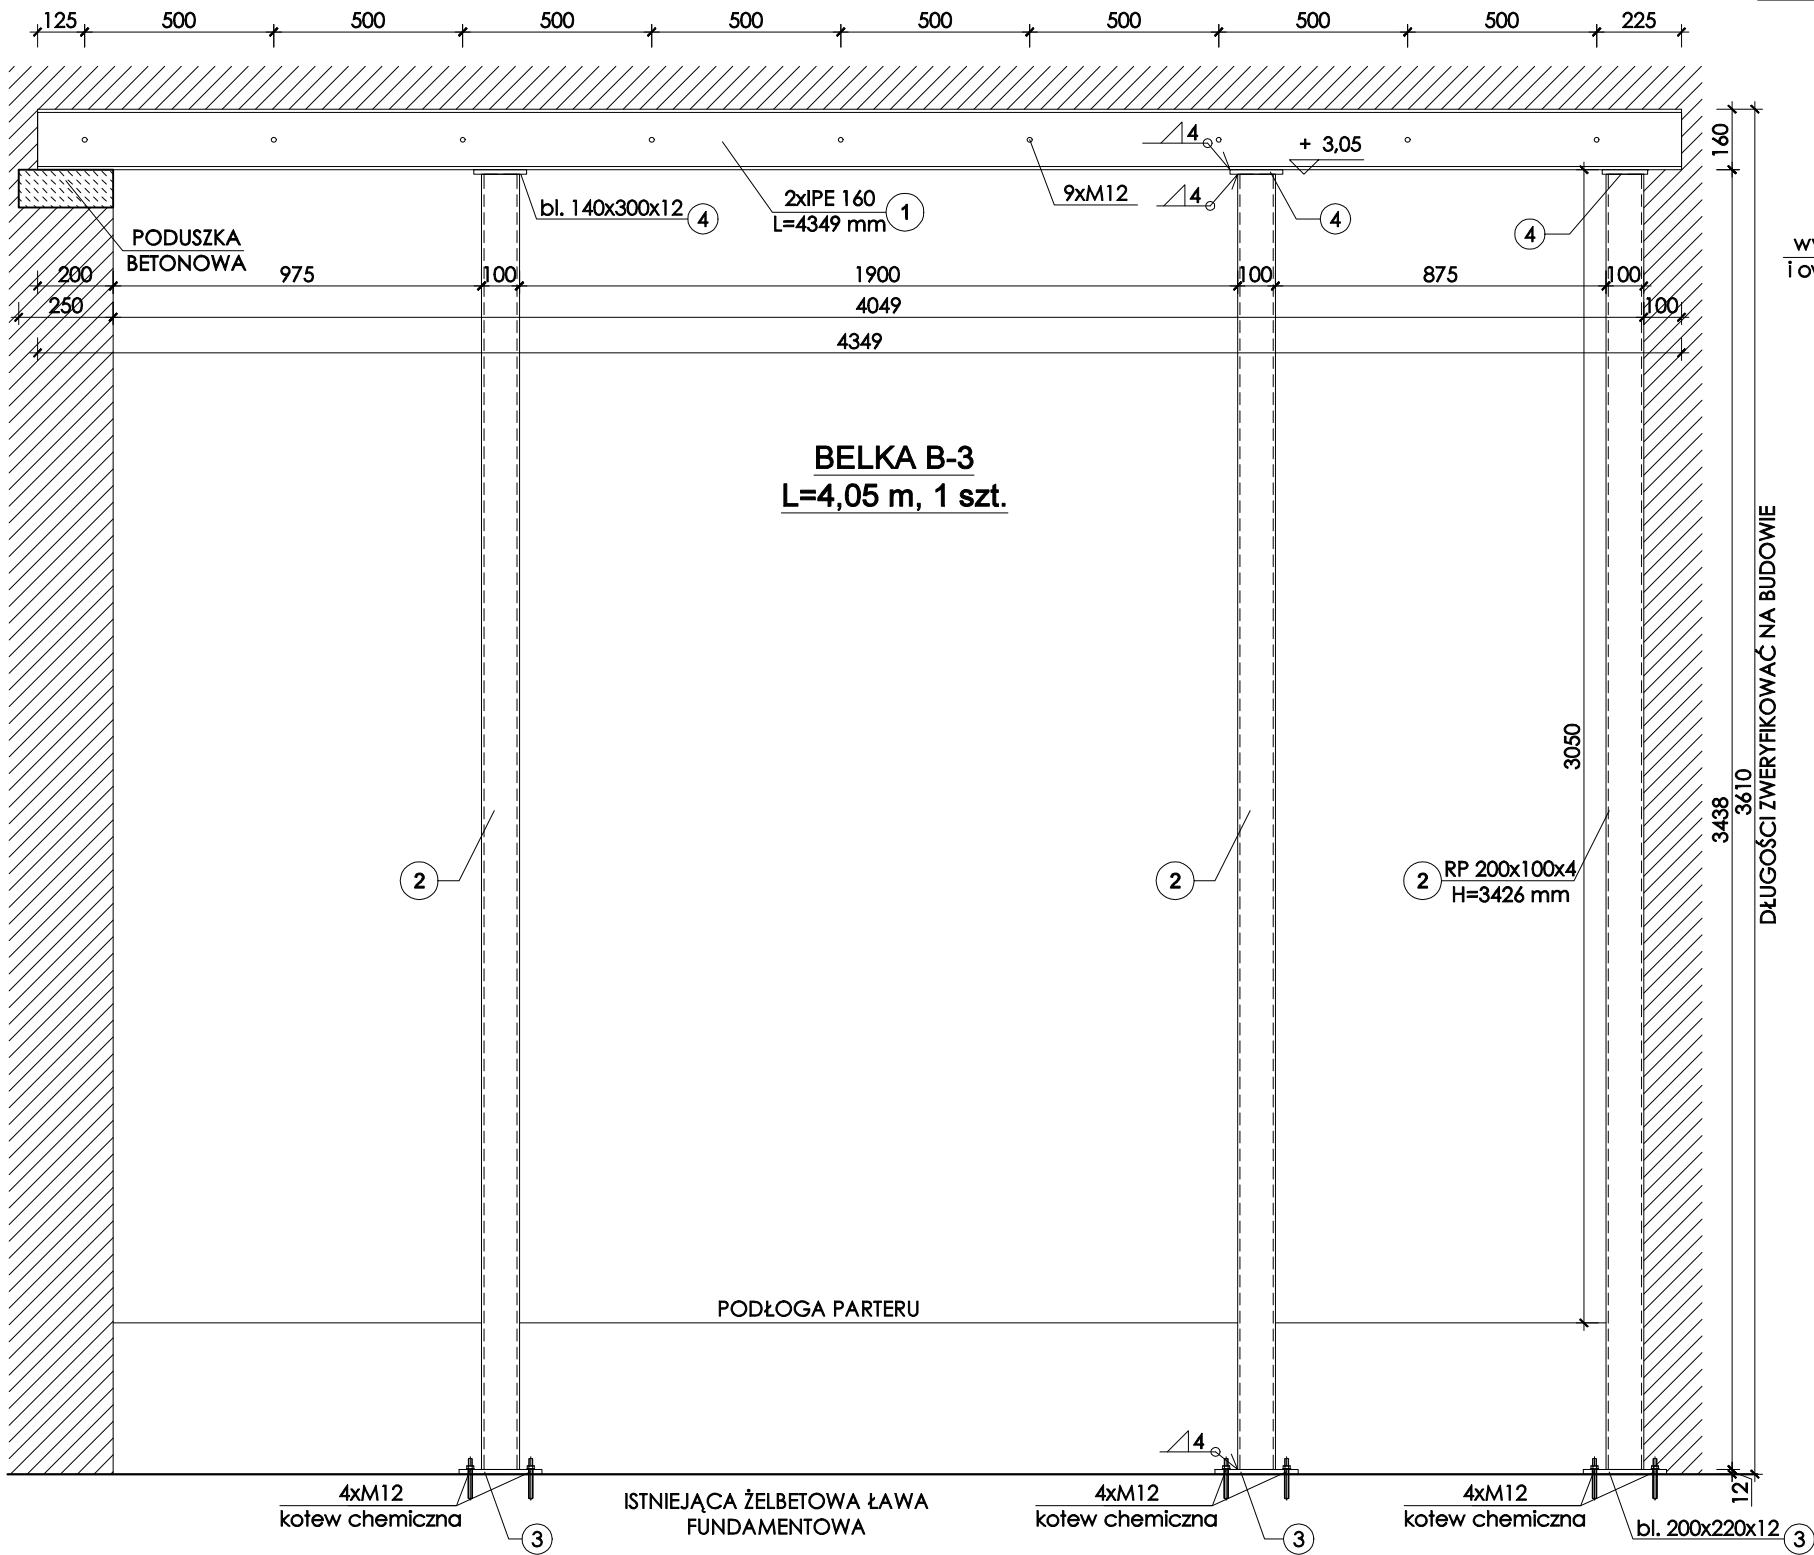 125 500 500 500 500 500 500 500 500 225
4 + 3,05 160
bl. 140x300x12 4
4
2xIPE 160 1
L=4349 mm
9xM12
4
4
PODUSZKA
BETONOWA
200 975 100 1900 100 875 100
250 4049 100
4349
BELKA B-3
L=4,05 m, 1 szt.
3050
3438
3610
DŁUGOŚCI ZWERYFIKOWAĆ NA BUDOWIE
2
2
2 RP 200x100x4
H=3426 mm
PODŁOGA PARTERU
4
12
4xM12
kotew chemiczna
3
ISTNIEJĄCA ŻELBETOWA ŁAWA
FUNDAMENTOWA
4xM12
kotew chemiczna
3
4xM12
kotew chemiczna
bl. 200x220x12 3